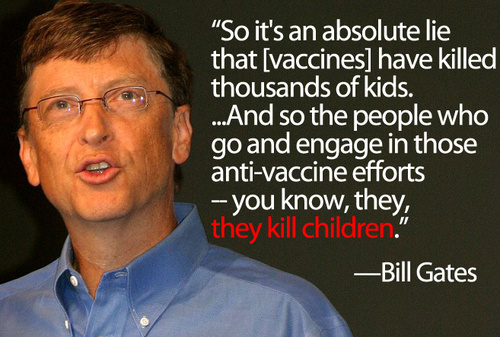 “So it's an absolute lie
that [vaccines] have killed
thousands of kids.
...And so the people who
go and engage in those
anti-vaccine efforts
-- you know, they,
they kill children.”
—Bill Gates